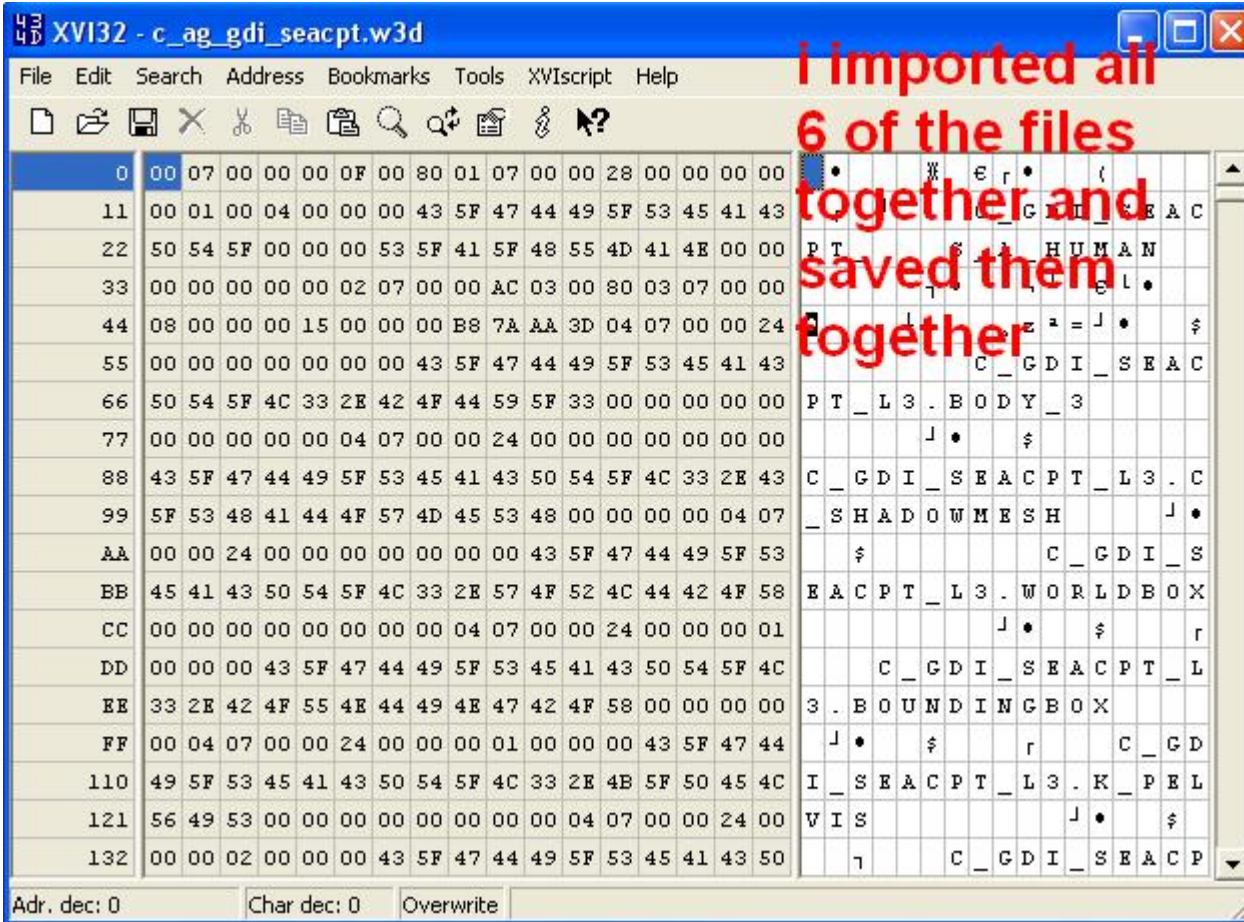 XVI32 - c_ag_gdi_seacpt.w3d
File Edit Search Address Bookmarks Tools XVIscript Help
i imported all
6 of the files
together and
saved them
together
0 00 07 00 00 00 0F 00 80 01 07 00 00 28 00 00 00 00
11 00 01 00 04 00 00 00 43 5F 47 44 49 5F 53 45 41 43
22 50 54 5F 00 00 00 00 53 5F 41 5F 48 55 4D 41 4E 00 00 P T _ S _ A _ H U M A N
33 00 00 00 00 00 02 07 00 00 AC 03 00 80 03 07 00 00
44 08 00 00 00 15 00 00 00 B8 7A AA 3D 04 07 00 00 24
55 00 00 00 00 00 00 00 43 5F 47 44 49 5F 53 45 41 43 C _ G D I _ S E A C
66 50 54 5F 4C 33 2E 42 4F 44 59 5F 33 00 00 00 00 00 P T _ L 3 . B O D Y _ 3
77 00 00 00 00 00 04 07 00 00 24 00 00 00 00 00 00 00 ┘ • $
88 43 5F 47 44 49 5F 53 45 41 43 50 54 5F 4C 33 2E 43 C _ G D I _ S E A C P T _ L 3 . C
99 5F 53 48 41 44 4F 57 4D 45 53 48 00 00 00 00 04 07 _ S H A D O W M E S H ┘ •
AA 00 00 24 00 00 00 00 00 00 00 43 5F 47 44 49 5F 53 $ C _ G D I _ S
BB 45 41 43 50 54 5F 4C 33 2E 57 4F 52 4C 44 42 4F 58 E A C P T _ L 3 . W O R L D B O X
CC 00 00 00 00 00 00 00 00 04 07 00 00 24 00 00 00 01 ┘ • $ ┌
DD 00 00 00 43 5F 47 44 49 5F 53 45 41 43 50 54 5F 4C C _ G D I _ S E A C P T _ L
EE 33 2E 42 4F 55 4E 44 49 4E 47 42 4F 58 00 00 00 00 3 . B O U N D I N G B O X
FF 00 04 07 00 00 24 00 00 00 01 00 00 00 43 5F 47 44 ┘ • $ ┌ C _ G D
110 49 5F 53 45 41 43 50 54 5F 4C 33 2E 4B 5F 50 45 4C I _ S E A C P T _ L 3 . K _ P E L
121 56 49 53 00 00 00 00 00 00 00 00 04 07 00 00 24 00 V I S ┘ • $
132 00 00 02 00 00 00 43 5F 47 44 49 5F 53 45 41 43 50 ┐ C _ G D I _ S E A C P
Adr. dec: 0 Char dec: 0 Overwrite